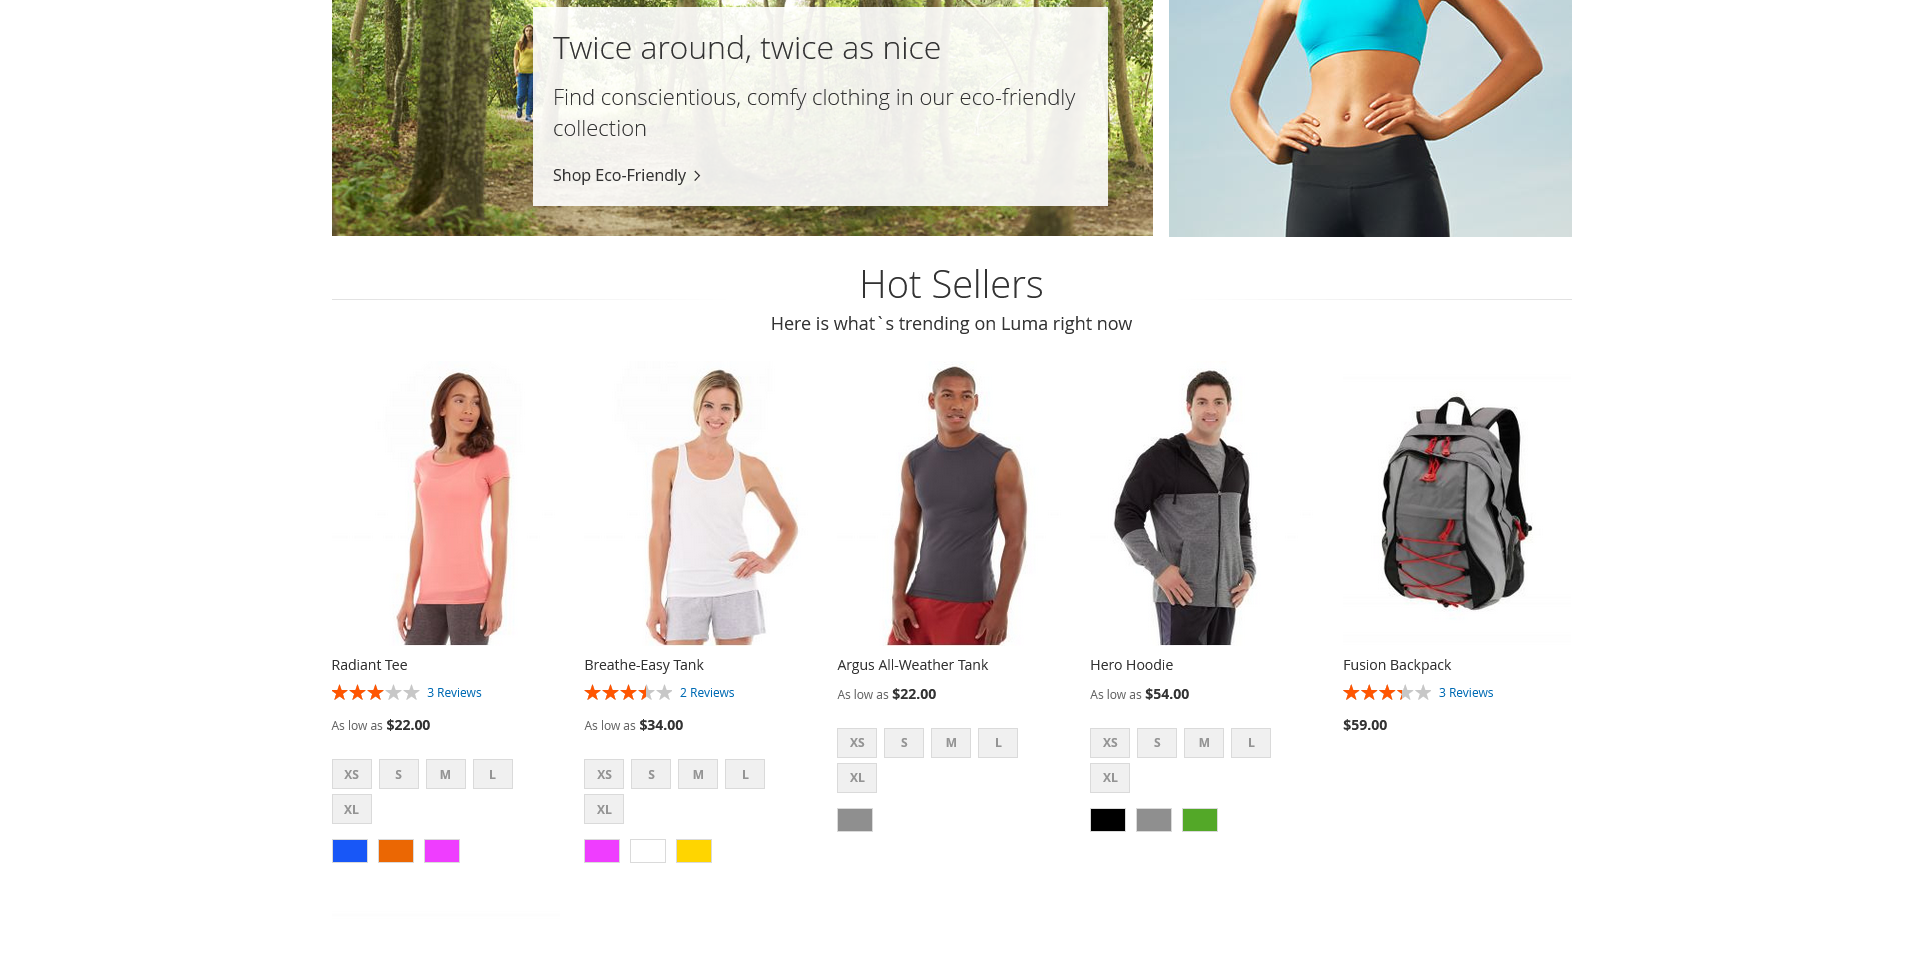 Twice around, twice as nice
Find conscientious, comfy clothing in our eco-friendly
collection
Shop Eco-Friendly
Hot Sellers
Here is what`s trending on Luma right now
Radiant Tee
3 Reviews
As low as $22.00
XS S M L
XL
Breathe-Easy Tank
2 Reviews
As low as $34.00
XS S M L
XL
Argus All-Weather Tank
As low as $22.00
XS S M L
XL
Hero Hoodie
As low as $54.00
XS S M L
XL
Fusion Backpack
3 Reviews
$59.00